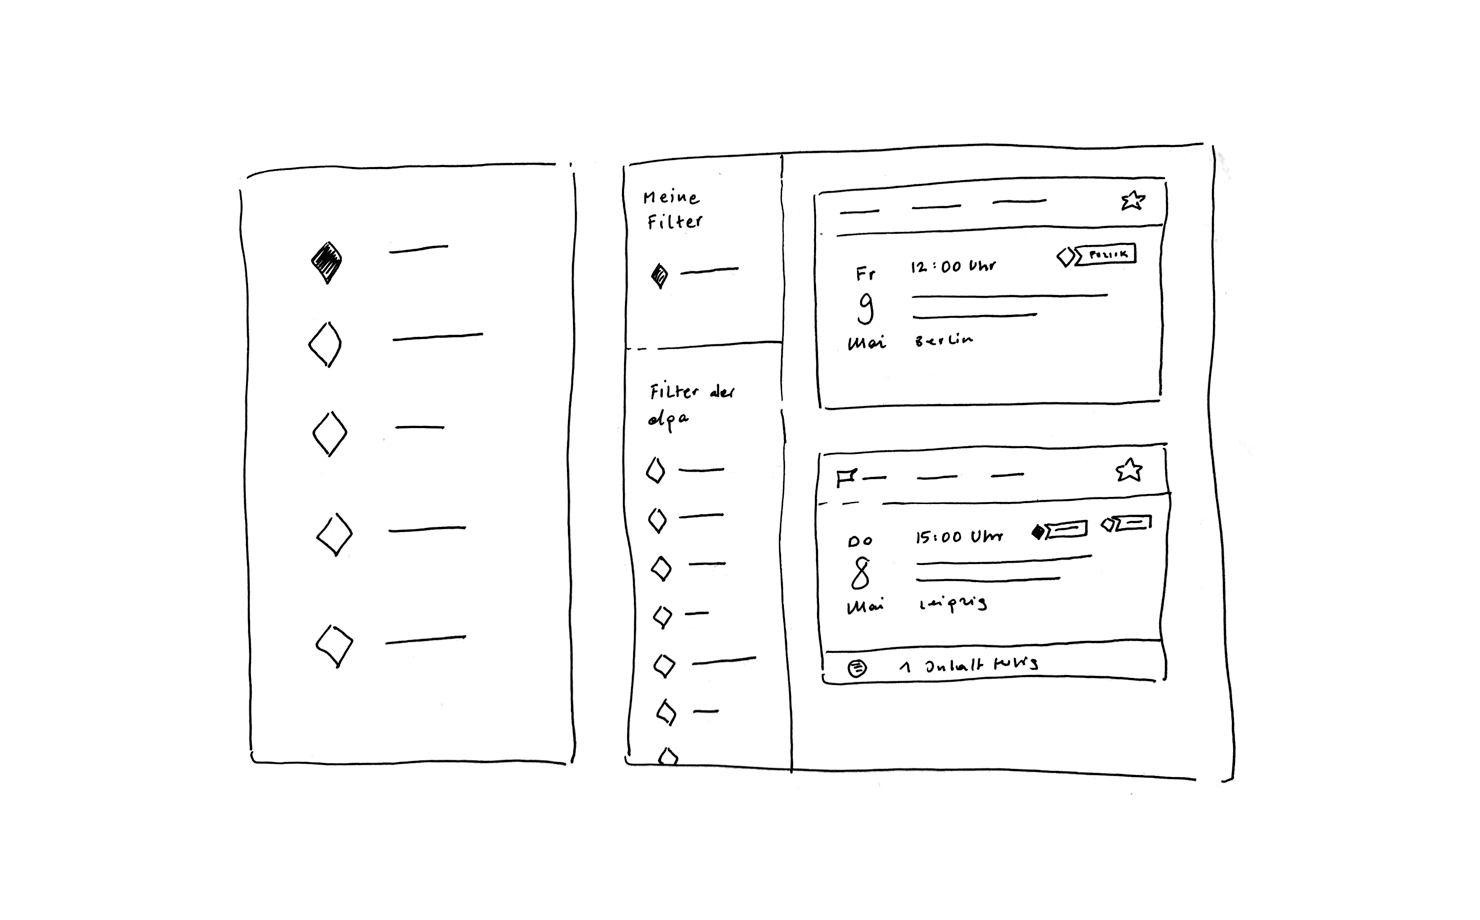 Meine
Filter
Filter der
dpa
Fr
12:00 Uhr
Politik
9
Mai
Berlin
Do
15:00 Uhr
8
Mai
Leipzig
1 Inhalt